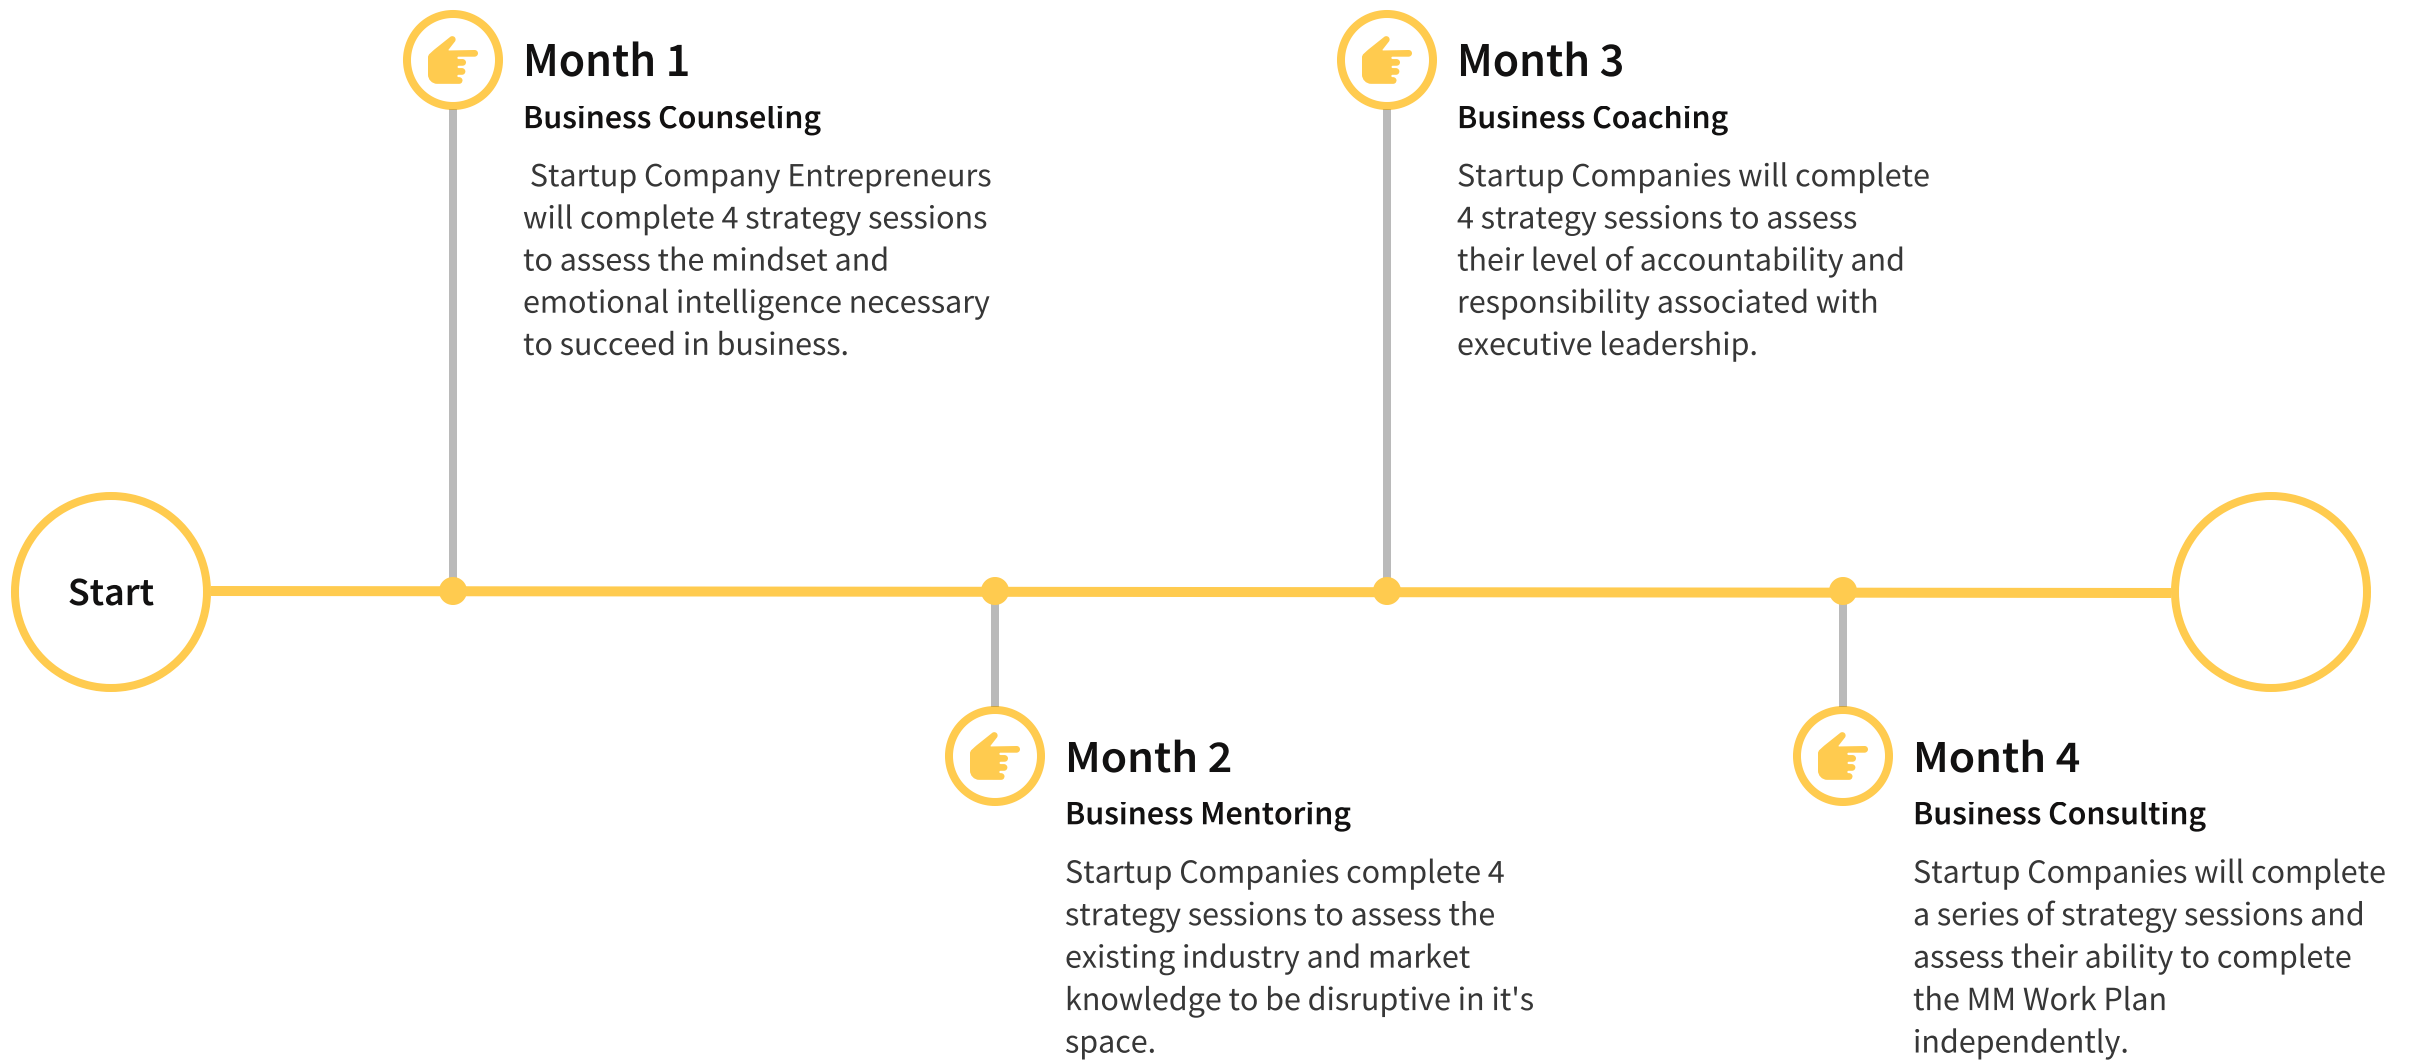 Month 1
Business Counseling
Startup Company Entrepreneurs
will complete 4 strategy sessions
to assess the mindset and
emotional intelligence necessary
to succeed in business.
Month 3
Business Coaching
Startup Companies will complete
4 strategy sessions to assess
their level of accountability and
responsibility associated with
executive leadership.
Start
Month 2
Business Mentoring
Startup Companies complete 4
strategy sessions to assess the
existing industry and market
knowledge to be disruptive in it's
space.
Month 4
Business Consulting
Startup Companies will complete
a series of strategy sessions and
assess their ability to complete
the MM Work Plan
independently.